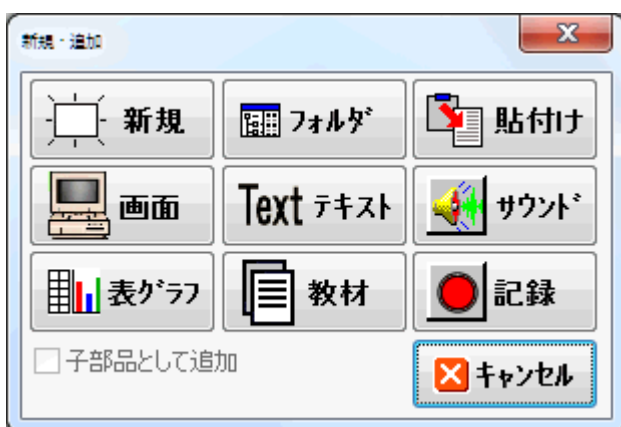 新規・追加
新規 フォルダ 貼付け
画面 Text テキスト サウンド
表グラフ 教材 記録
子部品として追加
キャンセル